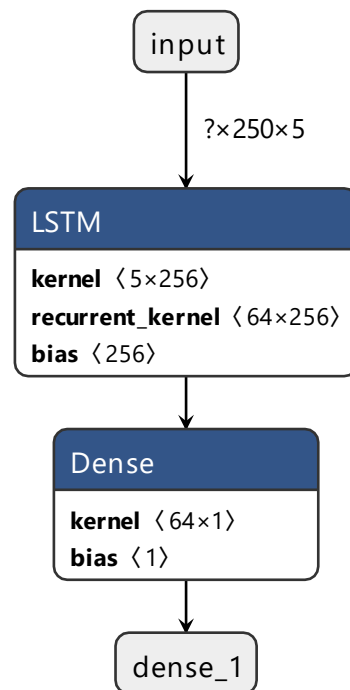 input
?×250×5
LSTM
kernel〈5×256〉
recurrent_kernel〈64×256〉
bias〈256〉
Dense
kernel〈64×1〉
bias〈1〉
dense_1